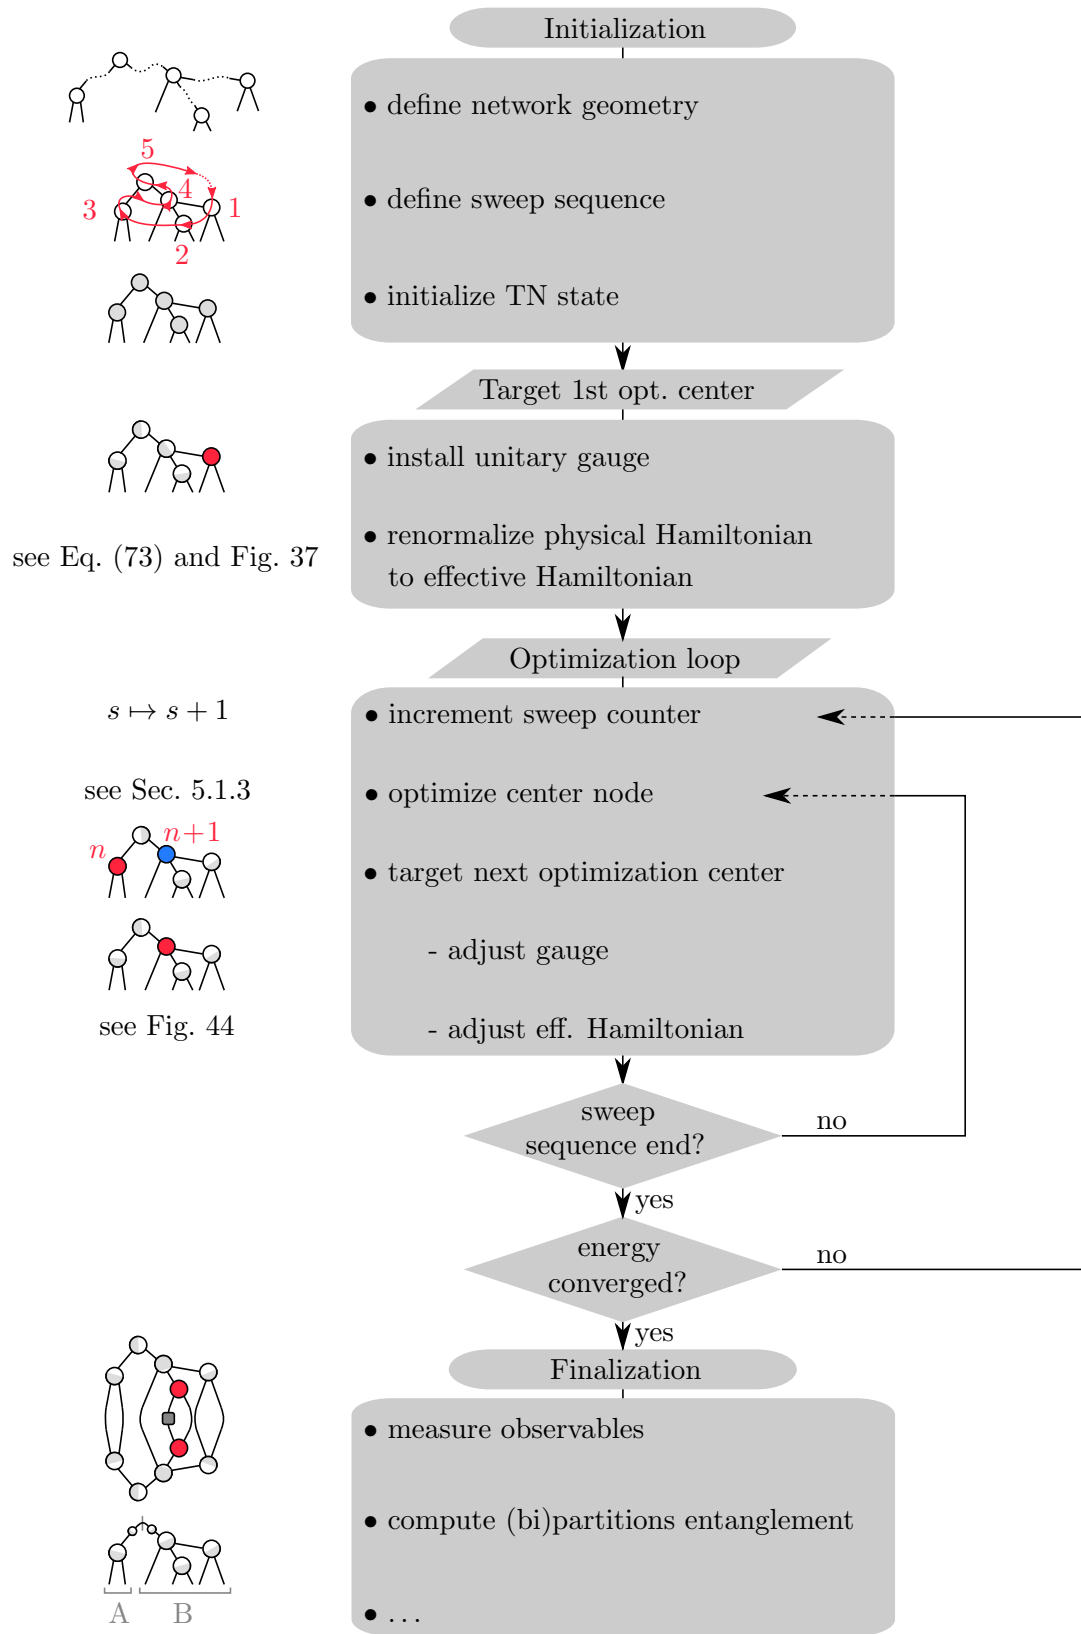 Initialization
• define network geometry
5
4
3
1
• define sweep sequence
2
• initialize TN state
Target 1st opt. center
• install unitary gauge
• renormalize physical Hamiltonian
to effective Hamiltonian
see Eq. (73) and Fig. 37
Optimization loop
s ↦ s + 1
• increment sweep counter
see Sec. 5.1.3
• optimize center node
n
n+1
• target next optimization center
- adjust gauge
see Fig. 44
- adjust eff. Hamiltonian
sweep
sequence end?
no
yes
energy
converged?
no
yes
Finalization
• measure observables
• compute (bi)partitions entanglement
A
B
• . . .